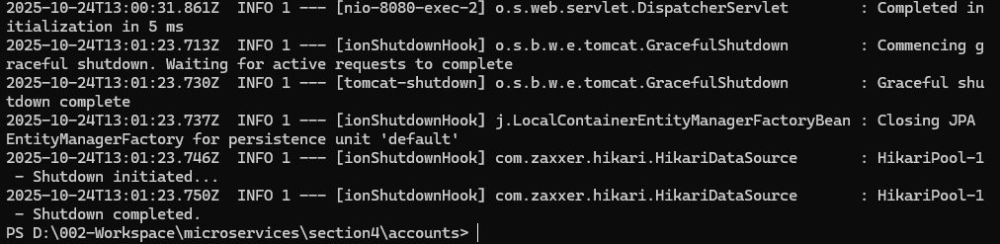 2025-10-24T13:00:31.861Z  INFO 1 --- [nio-8080-exec-2] o.s.web.servlet.DispatcherServlet        : Completed in
itialization in 5 ms
2025-10-24T13:01:23.713Z  INFO 1 --- [ionShutdownHook] o.s.b.w.e.tomcat.GracefulShutdown        : Commencing g
raceful shutdown. Waiting for active requests to complete
2025-10-24T13:01:23.730Z  INFO 1 --- [tomcat-shutdown] o.s.b.w.e.tomcat.GracefulShutdown        : Graceful shu
tdown complete
2025-10-24T13:01:23.737Z  INFO 1 --- [ionShutdownHook] j.LocalContainerEntityManagerFactoryBean : Closing JPA
EntityManagerFactory for persistence unit 'default'
2025-10-24T13:01:23.746Z  INFO 1 --- [ionShutdownHook] com.zaxxer.hikari.HikariDataSource       : HikariPool-1
 - Shutdown initiated...
2025-10-24T13:01:23.750Z  INFO 1 --- [ionShutdownHook] com.zaxxer.hikari.HikariDataSource       : HikariPool-1
 - Shutdown completed.
PS D:\002-Workspace\microservices\section4\accounts>